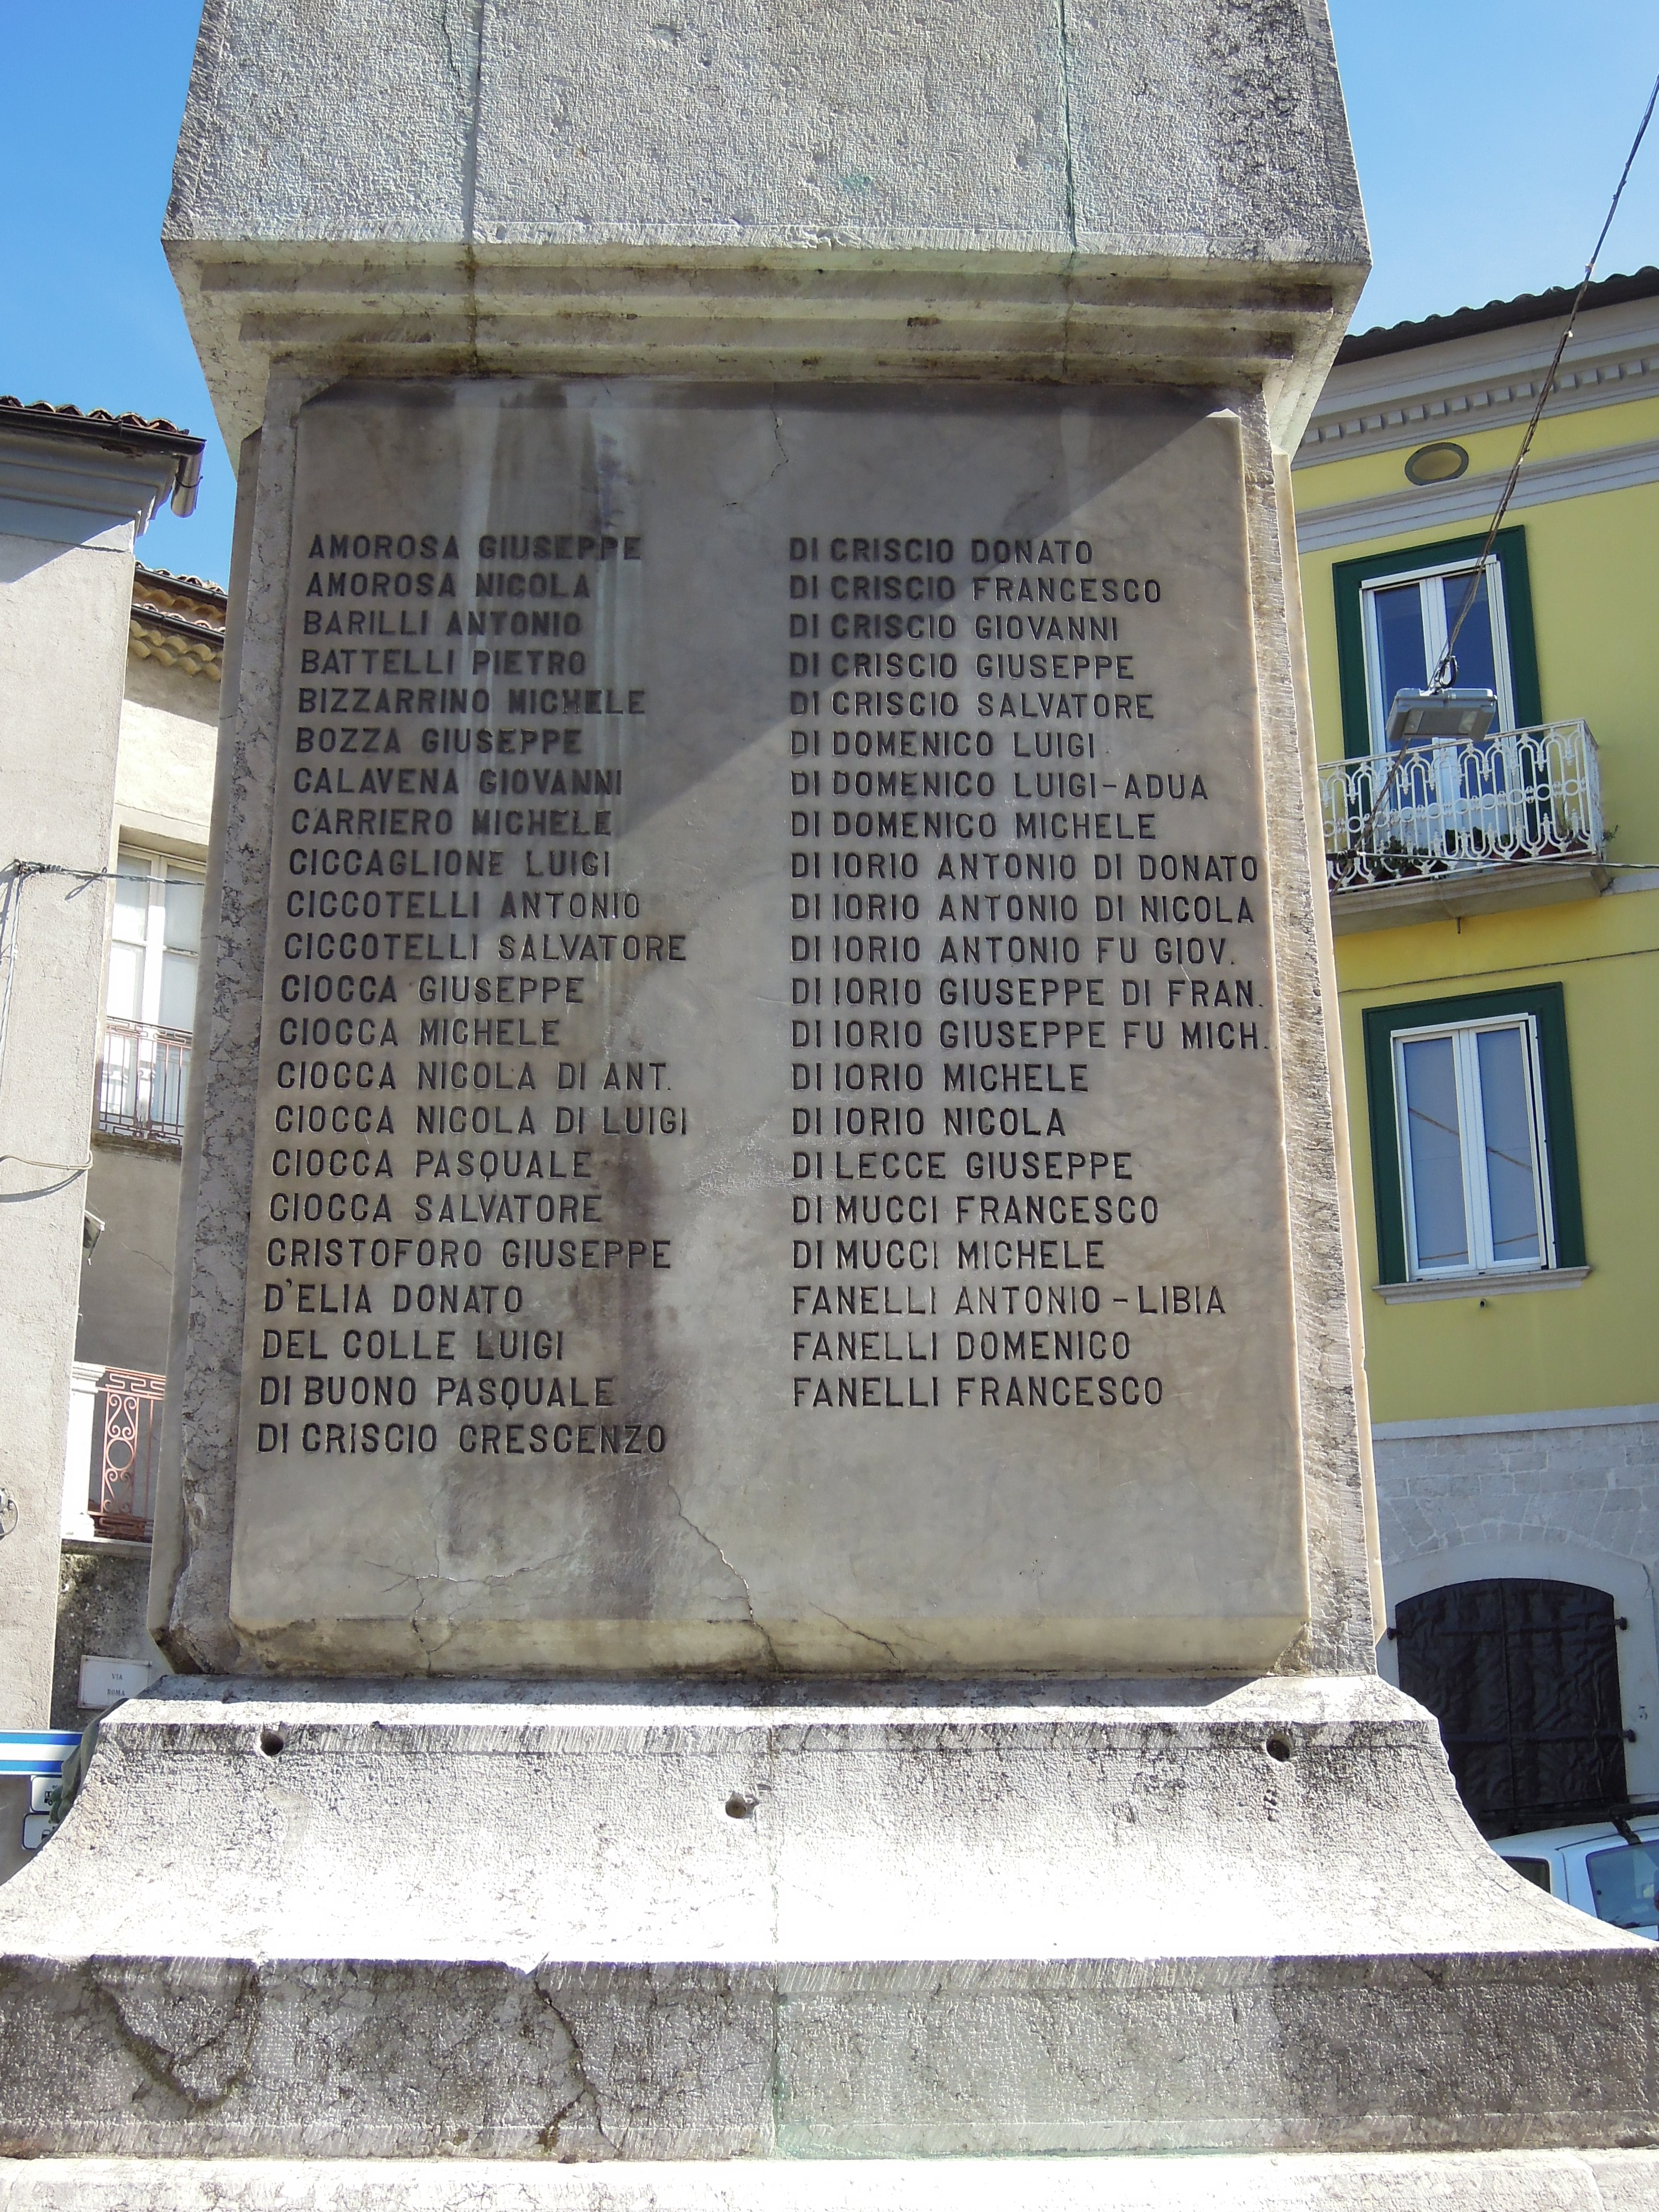 AMOROSA GIUSEPPE
AMOROSA NICOLA
BARILLI ANTONIO
BATTELLI PIETRO
BIZZARRINO MICHELE
BOZZA GIUSEPPE
CALAVENA GIOVANNI
CARRIERO MICHELE
CICCAGLIONE LUIGI
CICCOTELLI ANTONIO
CICCOTELLI SALVATORE
CIOCCA GIUSEPPE
CIOCCA MICHELE
CIOCCA NICOLA DI ANT.
CIOCCA NICOLA DI LUIGI
CIOCCA PASQUALE
CIOCCA SALVATORE
CRISTOFORO GIUSEPPE
D'ELIA DONATO
DEL COLLE LUIGI
DI BUONO PASQUALE
DI CRISCIO CRESCENZO
DI CRISCIO DONATO
DI CRISCIO FRANCESCO
DI CRISCIO GIOVANNI
DI CRISCIO GIUSEPPE
DI CRISCIO SALVATORE
DI DOMENICO LUIGI
DI DOMENICO LUIGI-ADUA
DI DOMENICO MICHELE
DI IORIO ANTONIO DI DONATO
DI IORIO ANTONIO DI NICOLA
DI IORIO ANTONIO FU GIOV.
DI IORIO GIUSEPPE DI FRAN.
DI IORIO GIUSEPPE FU MICH.
DI IORIO MICHELE
DI IORIO NICOLA
DI LECCE GIUSEPPE
DI MUCCI FRANCESCO
DI MUCCI MICHELE
FANELLI ANTONIO - LIBIA
FANELLI DOMENICO
FANELLI FRANCESCO
VIA
ROMA